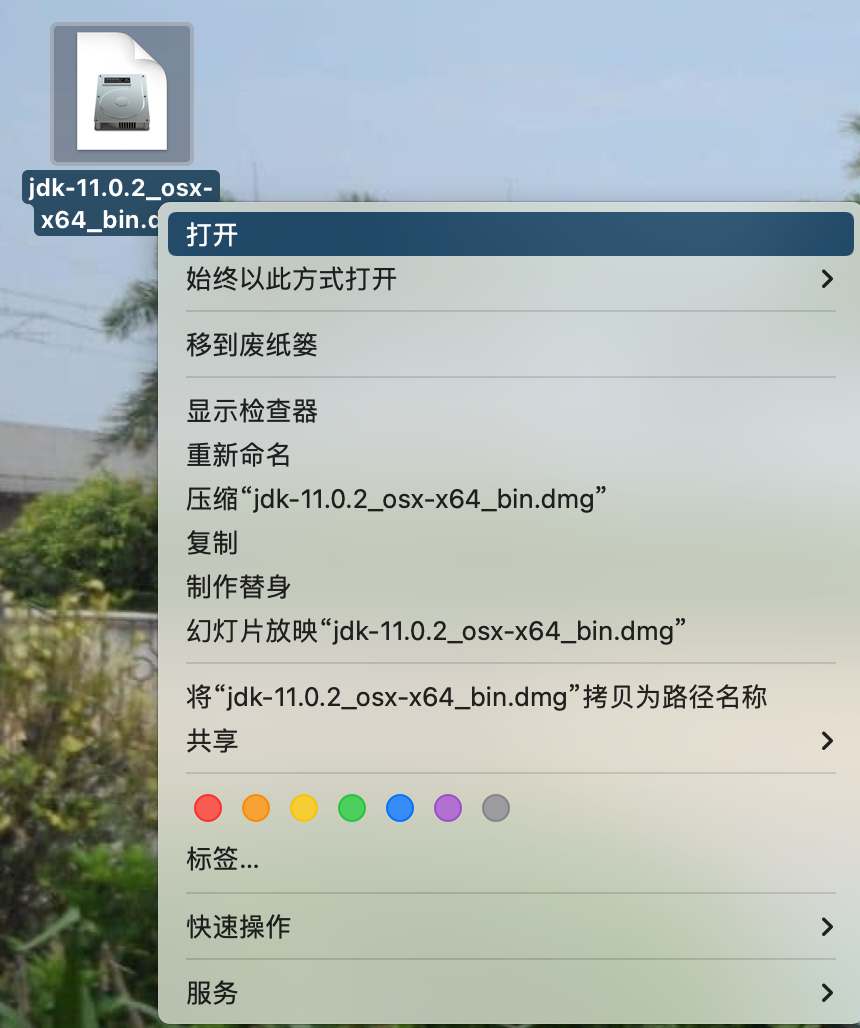 jdk-11.0.2_osx-
x64_bin.d
打开
始终以此方式打开
移到废纸篓
显示检查器
重新命名
压缩“jdk-11.0.2_osx-x64_bin.dmg”
复制
制作替身
幻灯片放映“jdk-11.0.2_osx-x64_bin.dmg”
将“jdk-11.0.2_osx-x64_bin.dmg”拷贝为路径名称
共享
标签...
快速操作
服务